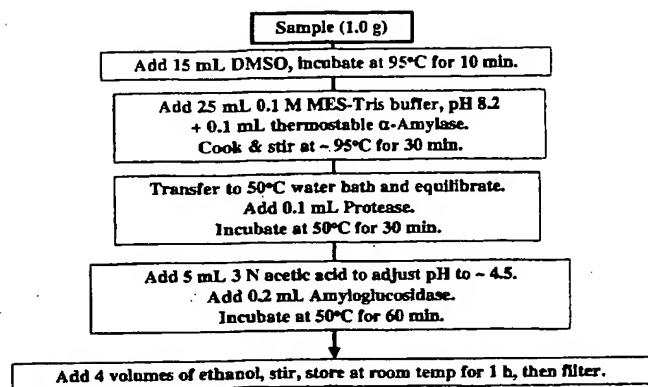 Sample (1.0 g)
Add 15 mL DMSO, incubate at 95°C for 10 min.
Add 25 mL 0.1 M MES-Tris buffer, pH 8.2
+ 0.1 mL thermostable α-Amylase.
Cook & stir at ~ 95°C for 30 min.
Transfer to 50°C water bath and equilibrate.
Add 0.1 mL Protease.
Incubate at 50°C for 30 min.
Add 5 mL 3 N acetic acid to adjust pH to ~ 4.5.
Add 0.2 mL Amyloglucosidase.
Incubate at 50°C for 60 min.
Add 4 volumes of ethanol, stir, store at room temp for 1 h, then filter.